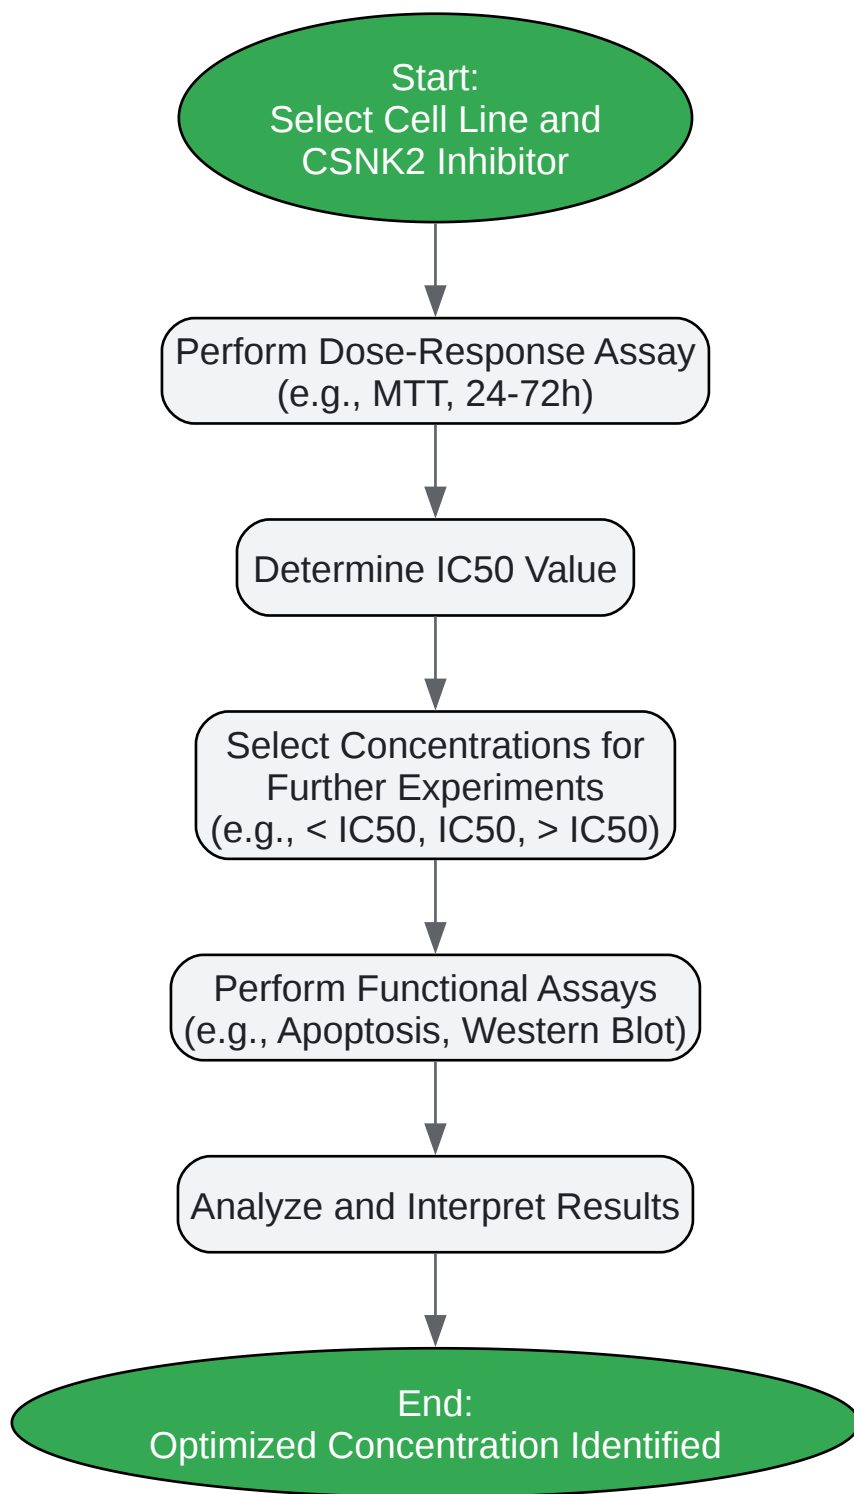 Start:
Select Cell Line and
CSNK2 Inhibitor
Perform Dose-Response Assay
(e.g., MTT, 24-72h)
Determine IC50 Value
Select Concentrations for
Further Experiments
(e.g., < IC50, IC50, > IC50)
Perform Functional Assays
(e.g., Apoptosis, Western Blot)
Analyze and Interpret Results
End:
Optimized Concentration Identified